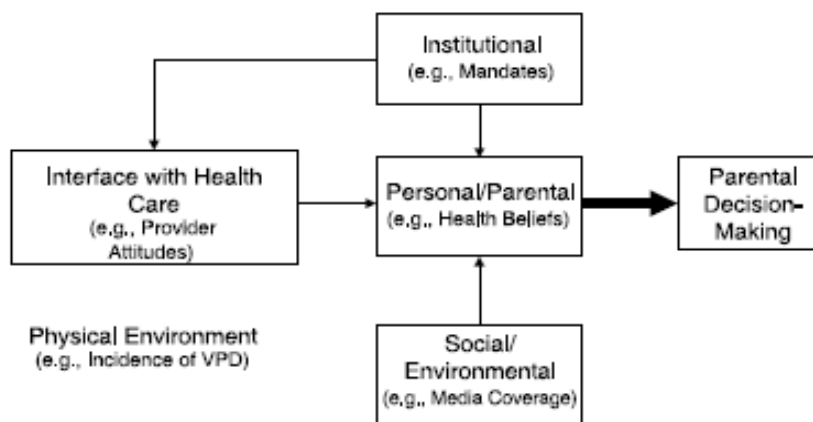 Institutional
(e.g., Mandates)
Interface with Health
Care
(e.g., Provider
Attitudes)
Personal/Parental
(e.g., Health Beliefs)
Parental
Decision-
Making
Physical Environment
(e.g., Incidence of VPD)
Social/
Environmental
(e.g., Media Coverage)